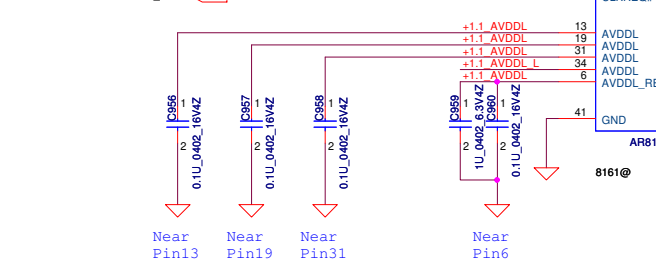 +1.1_AVDDL 13 AVDDL
+1.1_AVDDL 19 AVDDL
+1.1_AVDDL 31 AVDDL
+1.1_AVDDL_L 34 AVDDL
+1.1_AVDDL 6 AVDDL_RE
41 GND
AR81
8161@
C956 1 2 0.1U_0402_16V4Z
C957 1 2 0.1U_0402_16V4Z
C958 1 2 0.1U_0402_16V4Z
C959 1 2 1U_0402_6.3V4Z
C960 1 2 0.1U_0402_16V4Z
Near Pin13
Near Pin19
Near Pin31
Near Pin6